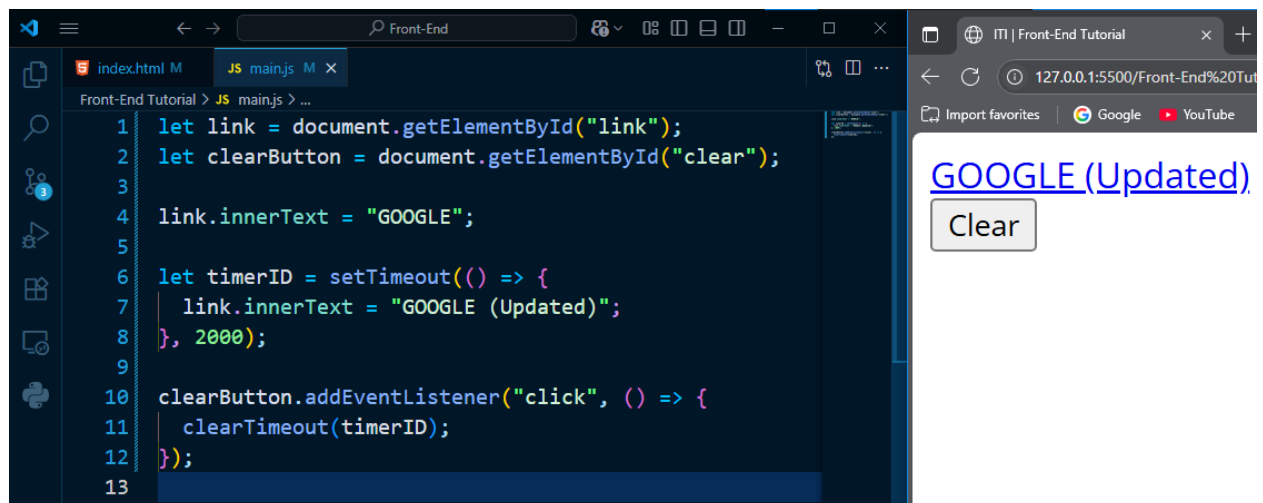 Front-End
index.html M
JS main.js M
Front-End Tutorial > JS main.js > ...
1 let link = document.getElementById("link");
2 let clearButton = document.getElementById("clear");
3
4 link.innerText = "GOOGLE";
5
6 let timerID = setTimeout(() => {
7   link.innerText = "GOOGLE (Updated)";
8 }, 2000);
9
10 clearButton.addEventListener("click", () => {
11   clearTimeout(timerID);
12 });
13
3
ITI | Front-End Tutorial
127.0.0.1:5500/Front-End%20Tut
Import favorites
Google
YouTube
GOOGLE (Updated)
Clear